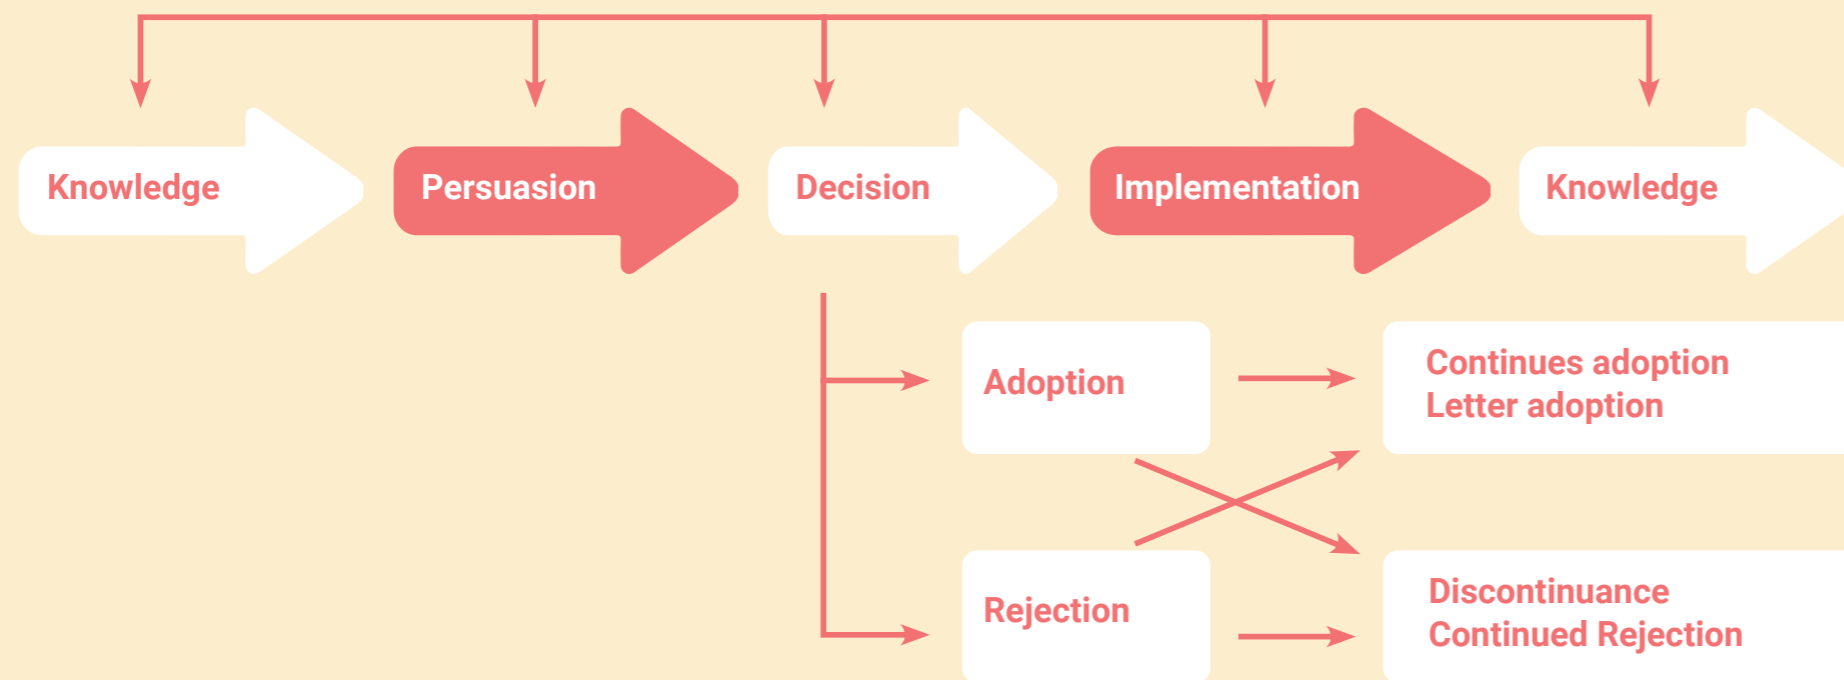 Knowledge
Persuasion
Decision
Implementation
Knowledge
Adoption
Continues adoption
Letter adoption
Rejection
Discontinuance
Continued Rejection